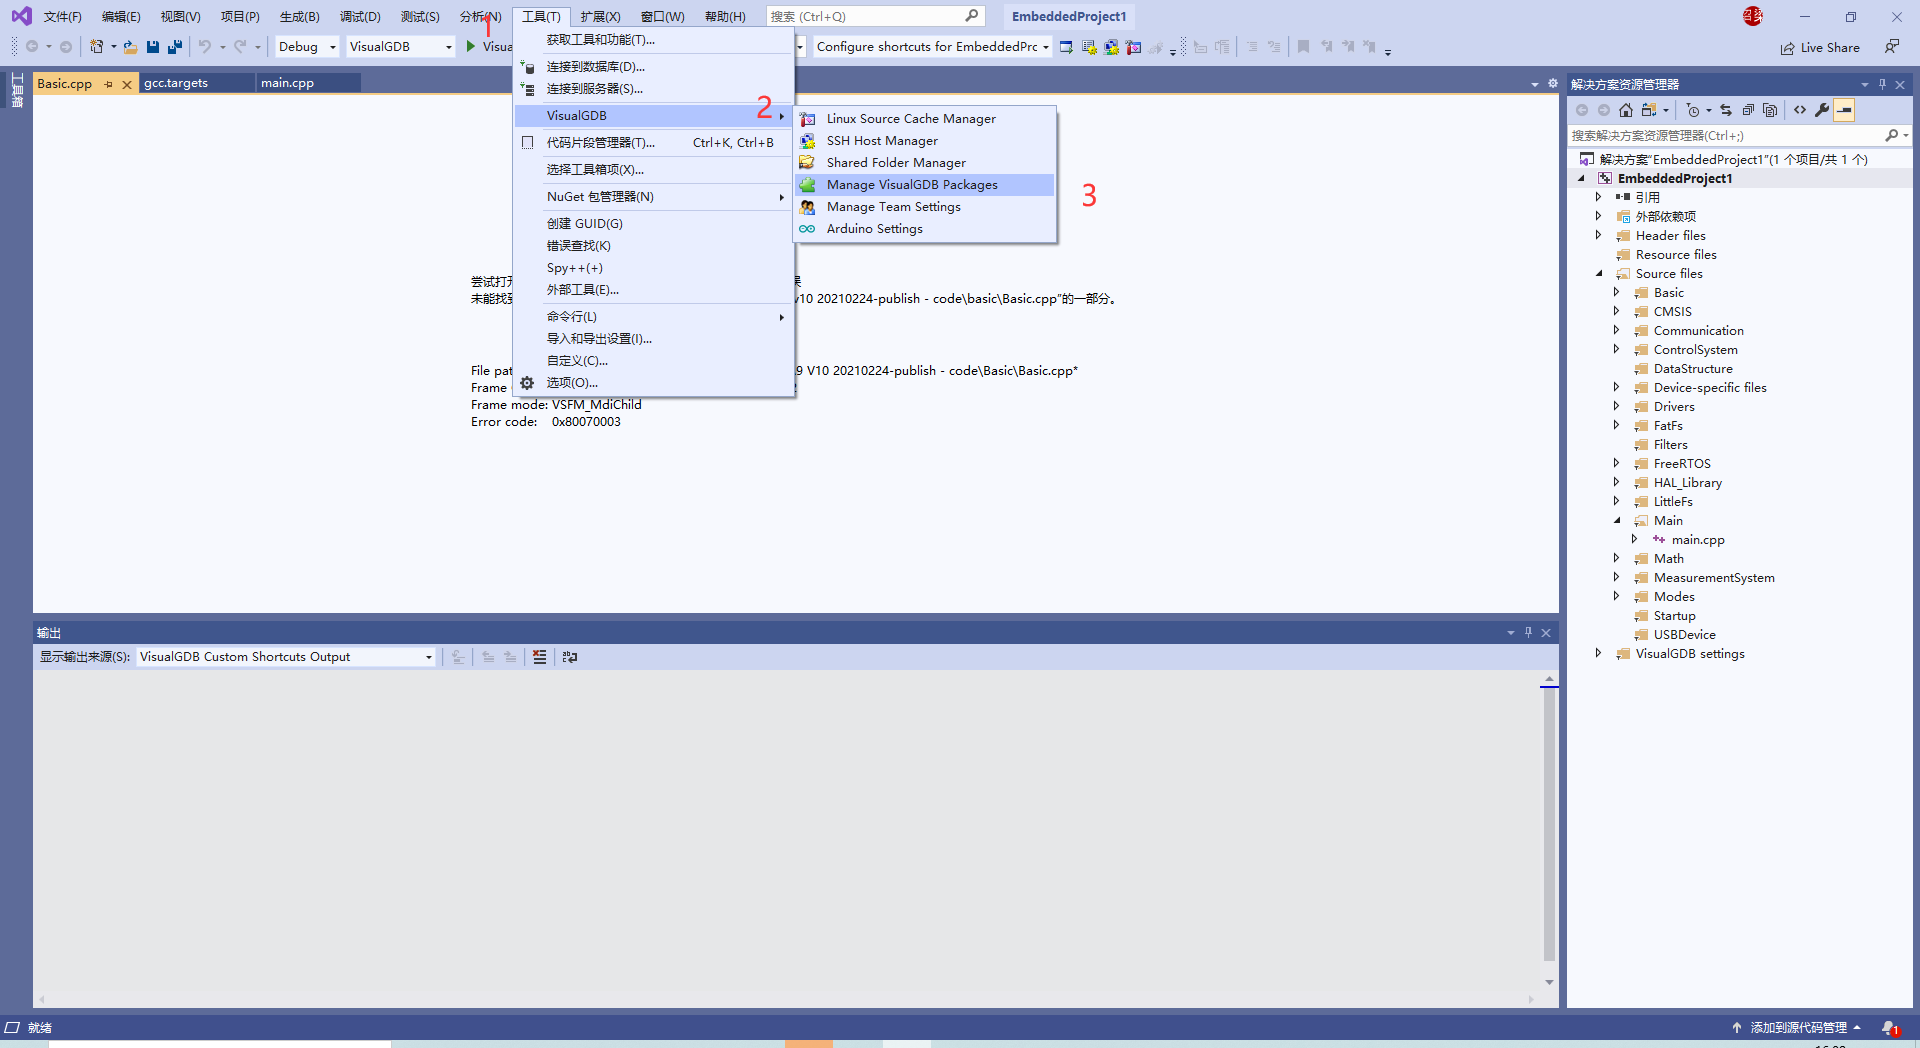 文件(F) 编辑(E) 视图(V) 项目(P) 生成(B) 调试(D) 测试(S) 分析(N) 工具(T) 扩展(X) 窗口(W) 帮助(H) 搜索 (Ctrl+Q) EmbeddedProject1
1
Debug VisualGDB Configure shortcuts for EmbeddedPrc Live Share
工具箱
Basic.cpp gcc.targets main.cpp
获取工具和功能(T)...
连接到数据库(D)...
连接到服务器(S)...
VisualGDB
2
代码片段管理器(T)... Ctrl+K, Ctrl+B
选择工具箱项(X)...
NuGet 包管理器(N)
创建 GUID(G)
错误查找(K)
Spy++(+)
外部工具(E)...
命令行(L)
导入和导出设置(I)...
自定义(C)...
选项(O)...
Linux Source Cache Manager
SSH Host Manager
Shared Folder Manager
Manage VisualGDB Packages
3
Manage Team Settings
Arduino Settings
尝试打开
未能找到 v10 20210224-publish - code\basic\Basic.cpp”的一部分。
File pat 9 V10 20210224-publish - code\Basic\Basic.cpp*
Frame
Frame mode: VSFM_MdiChild
Error code: 0x80070003
输出
显示输出来源(S): VisualGDB Custom Shortcuts Output
解决方案资源管理器
搜索解决方案资源管理器(Ctrl+;)
解决方案"EmbeddedProject1"(1 个项目/共 1 个)
EmbeddedProject1
引用
外部依赖项
Header files
Resource files
Source files
Basic
CMSIS
Communication
ControlSystem
DataStructure
Device-specific files
Drivers
FatFs
Filters
FreeRTOS
HAL_Library
LittleFs
Main
main.cpp
Math
MeasurementSystem
Modes
Startup
USBDevice
VisualGDB settings
就绪 添加到源代码管理 1